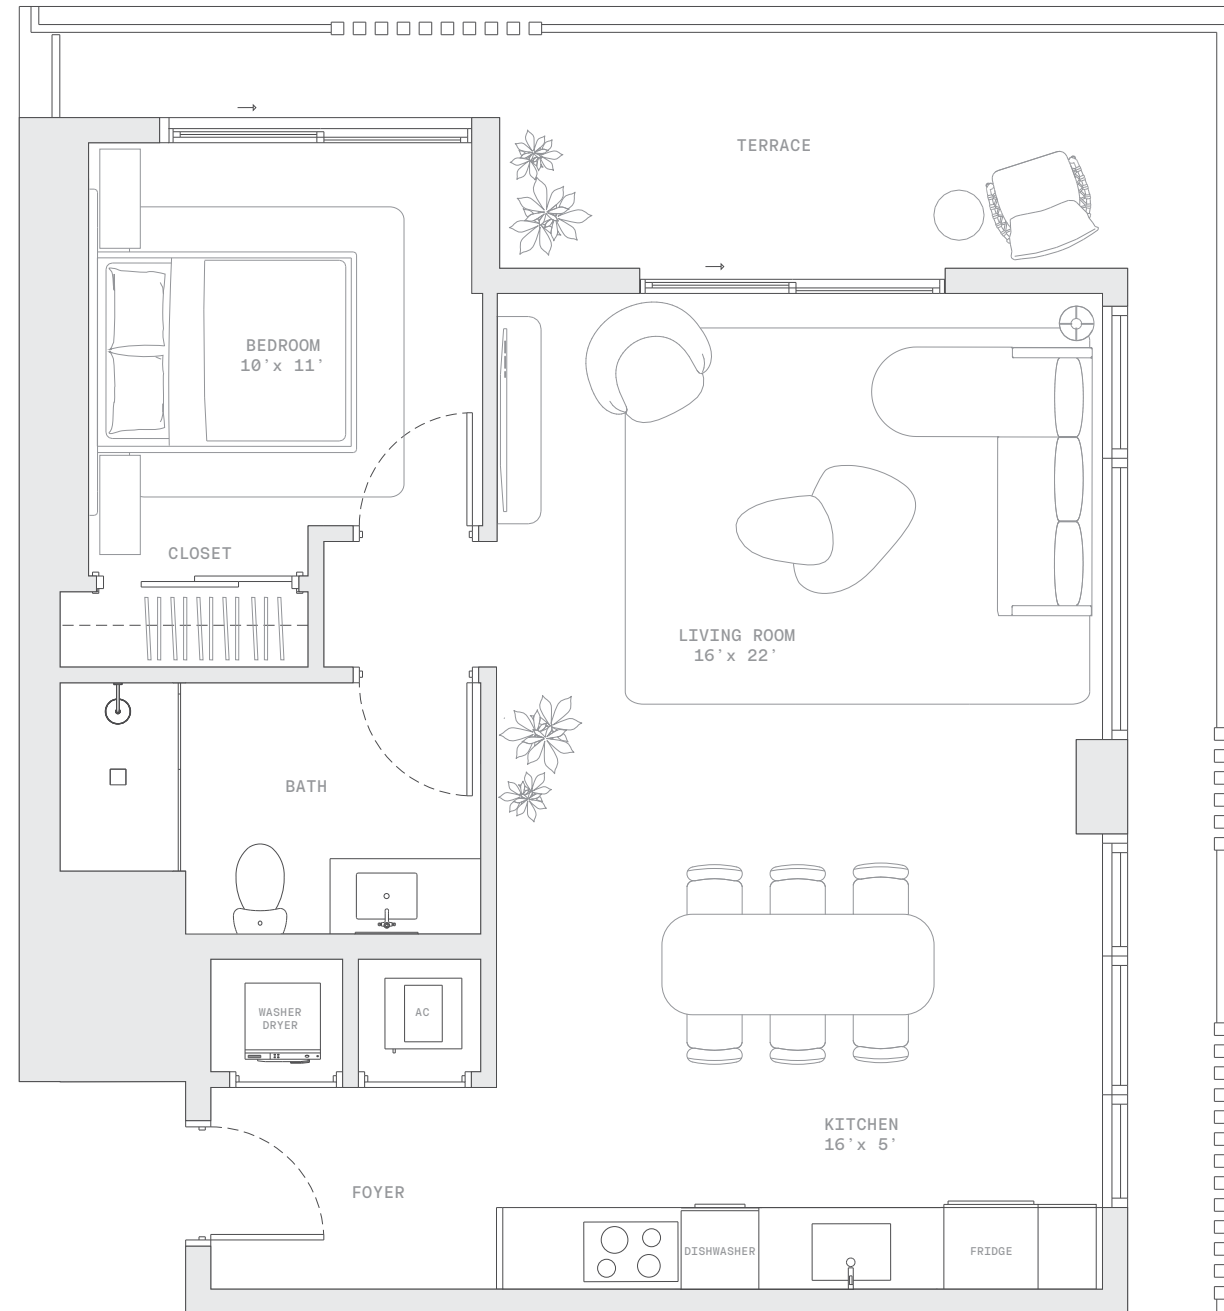 TERRACE
BEDROOM
10'x 11'
CLOSET
LIVING ROOM
16'x 22'
BATH
WASHER
DRYER
AC
KITCHEN
16'x 5'
FOYER
DISHWASHER
FRIDGE